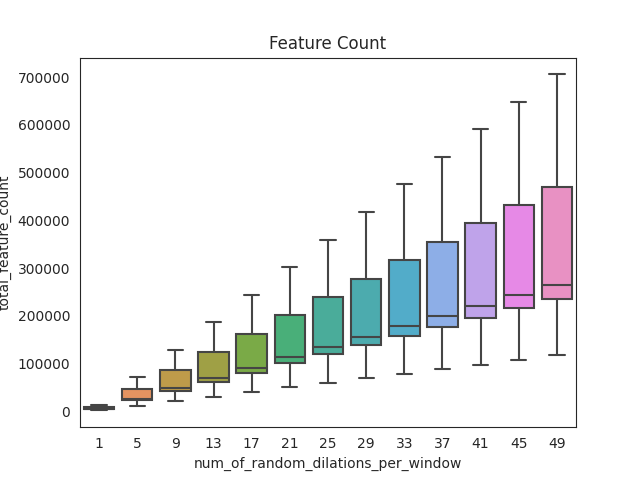 Feature Count
total_feature_count
700000
600000
500000
400000
300000
200000
100000
0
1 5 9 13 17 21 25 29 33 37 41 45 49
num_of_random_dilations_per_window